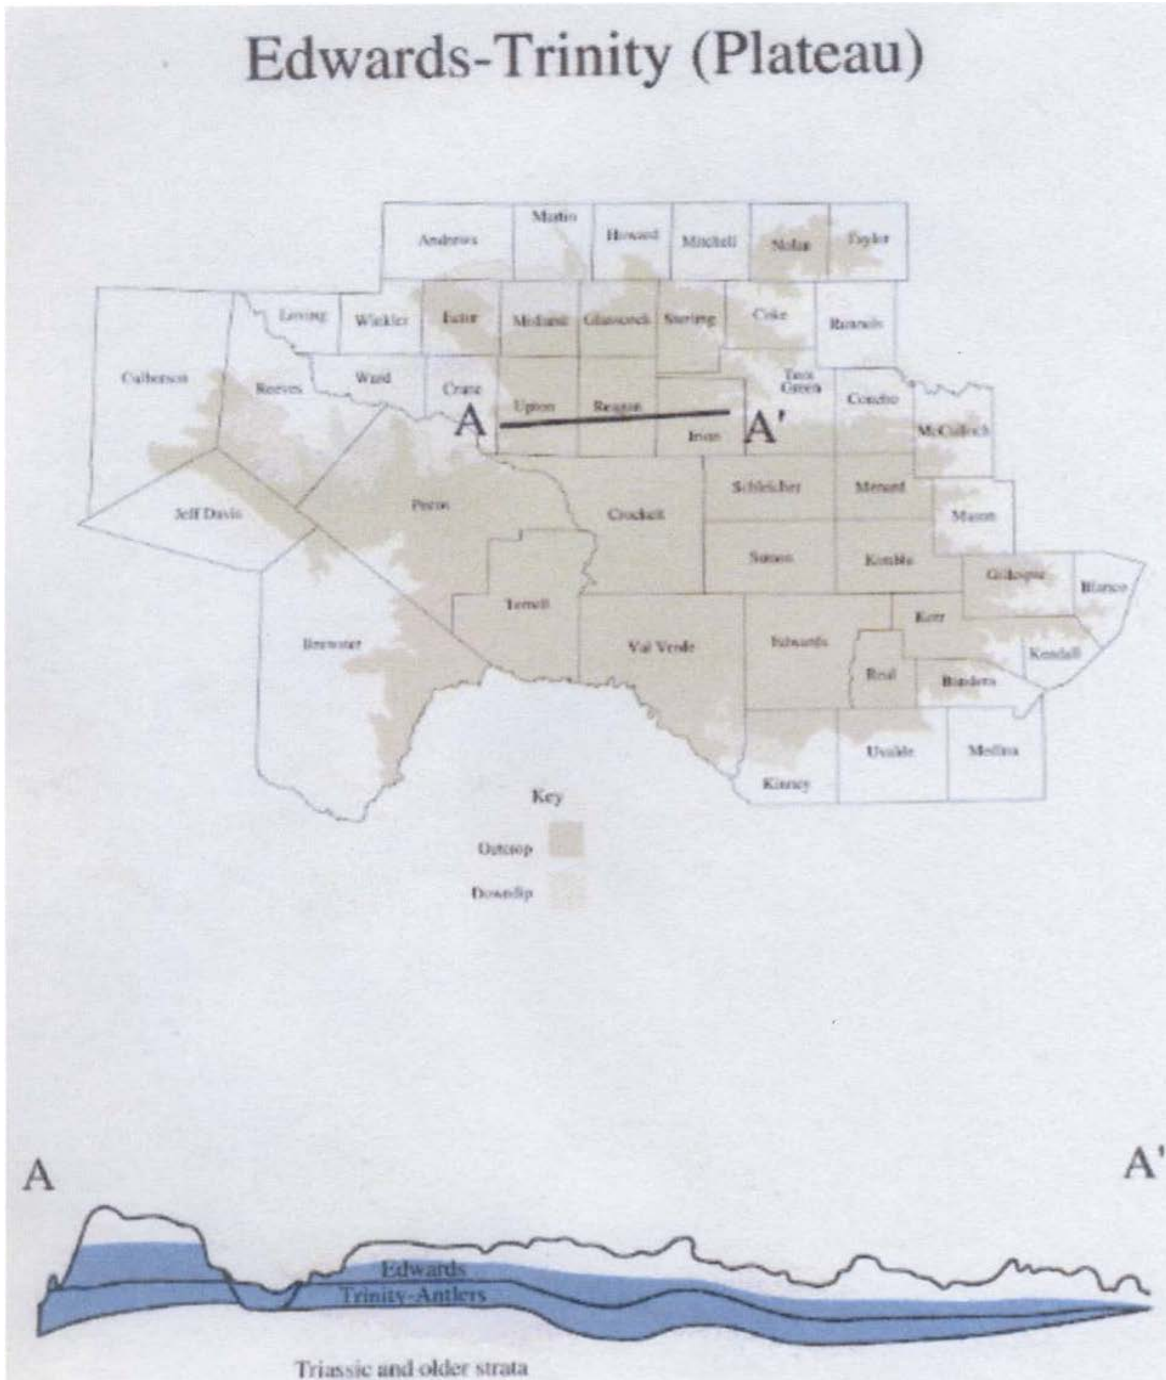 Edwards-Trinity (Plateau)
Andrews
Martin
Howard
Mitchell
Nolan
Taylor
Loving
Winkler
Ector
Midland
Glasscock
Sterling
Coke
Runnels
Culberson
Reeves
Ward
Crane
Upton
Reagan
Irion
Tom
Green
Concho
McCulloch
A
A'
Jeff Davis
Pecos
Crockett
Schleicher
Menard
Mason
Sutton
Kimble
Gillespie
Blanco
Terrell
Brewster
Val Verde
Edwards
Kerr
Real
Bandera
Kendall
Kinney
Uvalde
Medina
Key
Outcrop
Downdip
A
A'
Edwards
Trinity-Antlers
Triassic and older strata